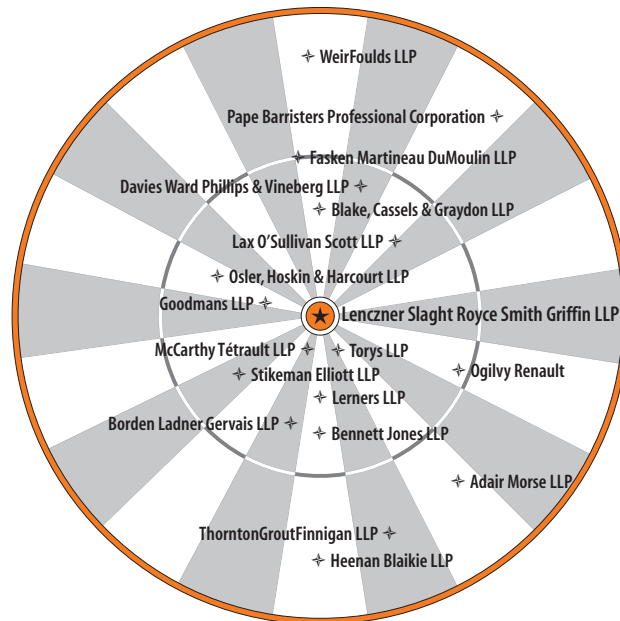 WeirFoulds LLP
Pape Barristers Professional Corporation
Fasken Martineau DuMoulin LLP
Davies Ward Phillips & Vineberg LLP
Blake, Cassels & Graydon LLP
Lax O'Sullivan Scott LLP
Osler, Hoskin & Harcourt LLP
Goodmans LLP
Lenczner Slaght Royce Smith Griffin LLP
McCarthy Tétrault LLP
Torys LLP
Ogilvy Renault
Stikeman Elliott LLP
Lerners LLP
Borden Ladner Gervais LLP
Bennett Jones LLP
Adair Morse LLP
ThorntonGroutFinnigan LLP
Heenan Blaikie LLP